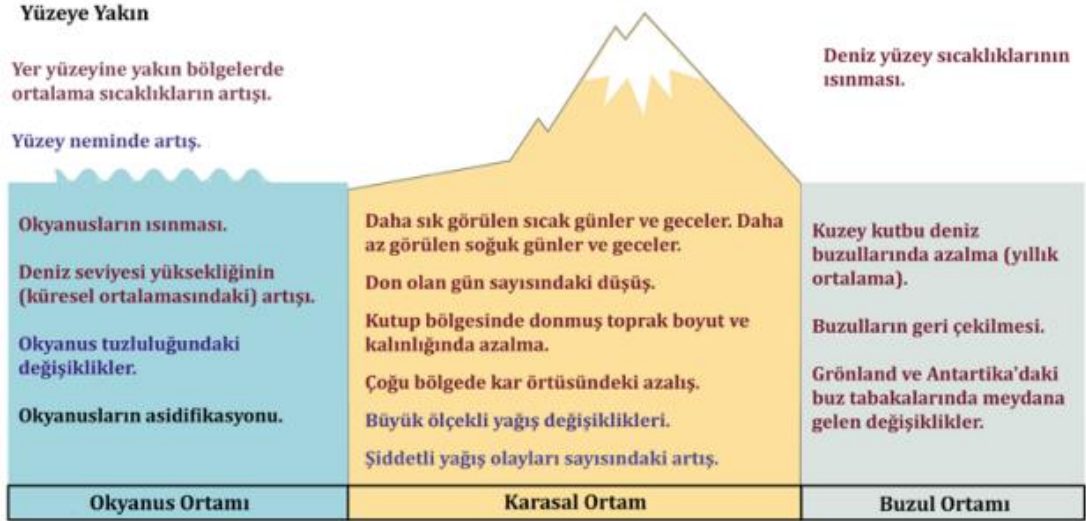 Yüzeye Yakın
Yer yüzeyine yakın bölgelerde
ortalama sıcaklıkların artışı.
Yüzey neminde artış.
Deniz yüzey sıcaklıklarının
ısınması.
Okyanusların ısınması.
Deniz seviyesi yüksekliğinin
(küresel ortalamasındaki) artışı.
Okyanus tuzluluğundaki
değişiklikler.
Okyanusların asidifikasyonu.
Okyanus Ortamı
Daha sık görülen sıcak günler ve geceler. Daha
az görülen soğuk günler ve geceler.
Don olan gün sayısındaki düşüş.
Kutup bölgesinde donmuş toprak boyut ve
kalınlığında azalma.
Çoğu bölgede kar örtüsündeki azalış.
Büyük ölçekli yağış değişiklikleri.
Şiddetli yağış olayları sayısındaki artış.
Karasal Ortam
Kuzey kutbu deniz
buzullarında azalma (yıllık
ortalama).
Buzulların geri çekilmesi.
Grönland ve Antartika'daki
buz tabakalarında meydana
gelen değişiklikler.
Buzul Ortamı